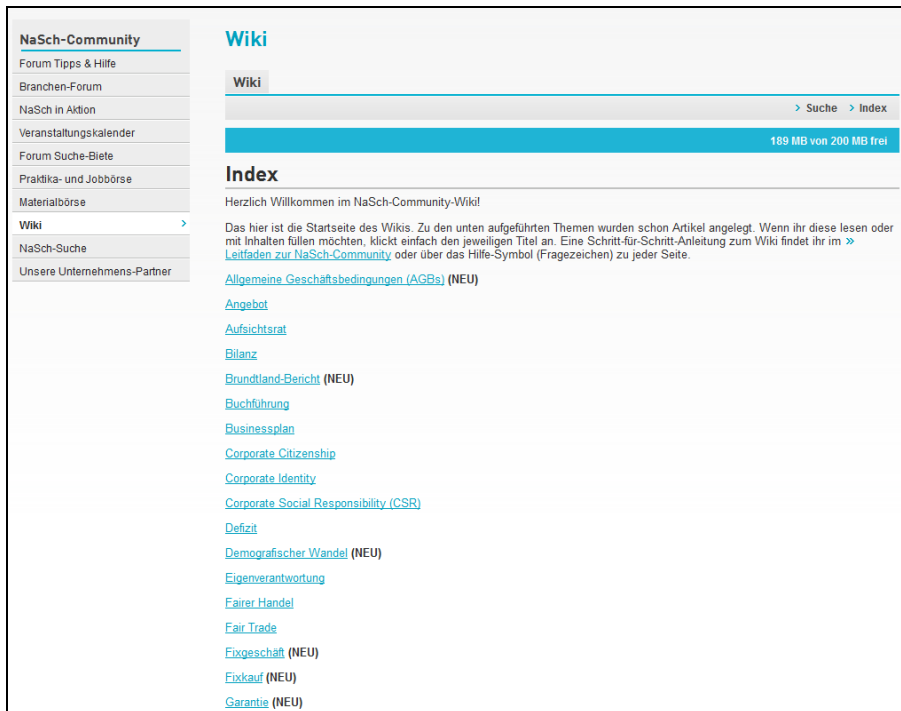 NaSch-Community
Forum Tipps & Hilfe
Branchen-Forum
NaSch in Aktion
Veranstaltungskalender
Forum Suche-Biete
Praktika- und Jobbörse
Materialbörse
Wiki
NaSch-Suche
Unsere Unternehmens-Partner
Wiki
Wiki
Suche Index
189 MB von 200 MB frei
Index
Herzlich Willkommen im NaSch-Community-Wiki!
Das hier ist die Startseite des Wikis. Zu den unten aufgeführten Themen wurden schon Artikel angelegt. Wenn ihr diese lesen oder
mit Inhalten füllen möchten, klickt einfach den jeweiligen Titel an. Eine Schritt-für-Schritt-Anleitung zum Wiki findet ihr im »
Leitfaden zur NaSch-Community oder über das Hilfe-Symbol (Fragezeichen) zu jeder Seite.
Allgemeine Geschäftsbedingungen (AGBs) (NEU)
Angebot
Aufsichtsrat
Bilanz
Brundtland-Bericht (NEU)
Buchführung
Businessplan
Corporate Citizenship
Corporate Identity
Corporate Social Responsibility (CSR)
Defizit
Demografischer Wandel (NEU)
Eigenverantwortung
Fairer Handel
Fair Trade
Fixgeschäft (NEU)
Fixkauf (NEU)
Garantie (NEU)